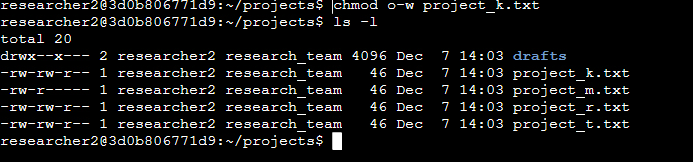 researcher2@3d0b806771d9:~/projects$ chmod o-w project_k.txt
researcher2@3d0b806771d9:~/projects$ ls -l
total 20
drwx--x--- 2 researcher2 research_team 4096 Dec  7 14:03 drafts
-rw-rw-r-- 1 researcher2 research_team   46 Dec  7 14:03 project_k.txt
-rw-r----- 1 researcher2 research_team   46 Dec  7 14:03 project_m.txt
-rw-rw-r-- 1 researcher2 research_team   46 Dec  7 14:03 project_r.txt
-rw-rw-r-- 1 researcher2 research_team   46 Dec  7 14:03 project_t.txt
researcher2@3d0b806771d9:~/projects$